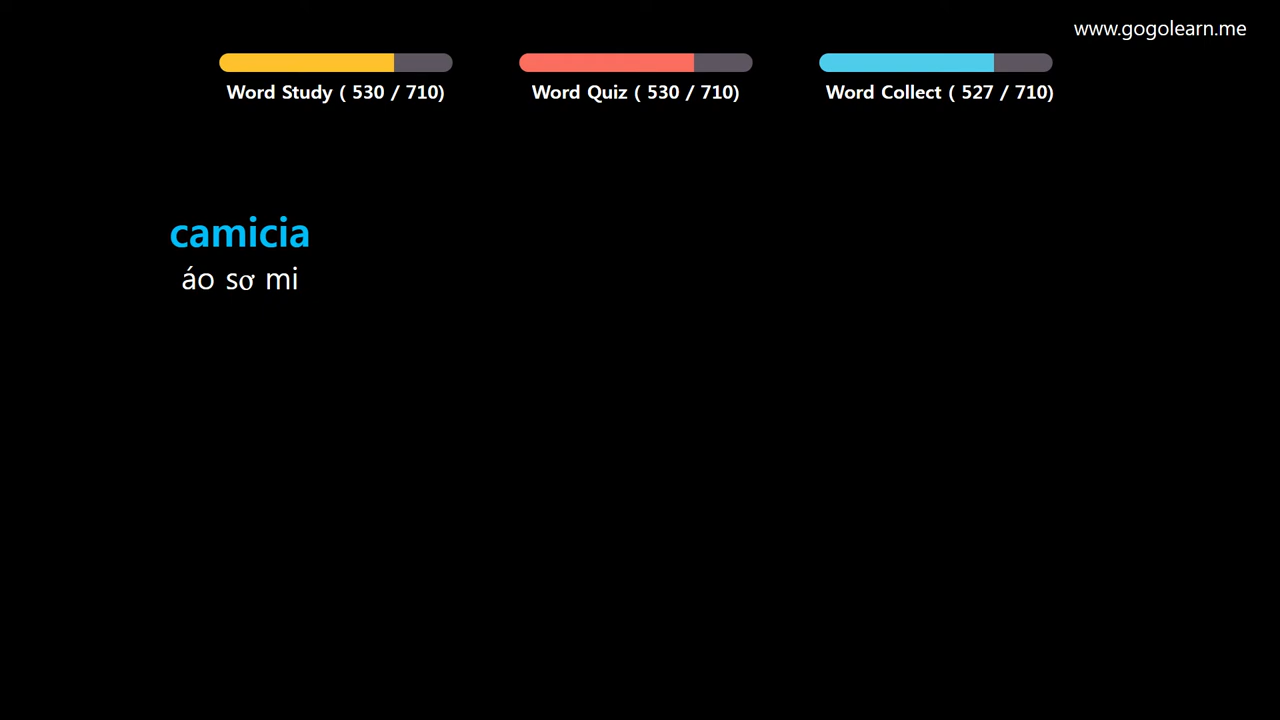 www.gogolearn.me
Word Study ( 530 / 710)
Word Quiz ( 530 / 710)
Word Collect ( 527 / 710)
camicia
áo sơ mi